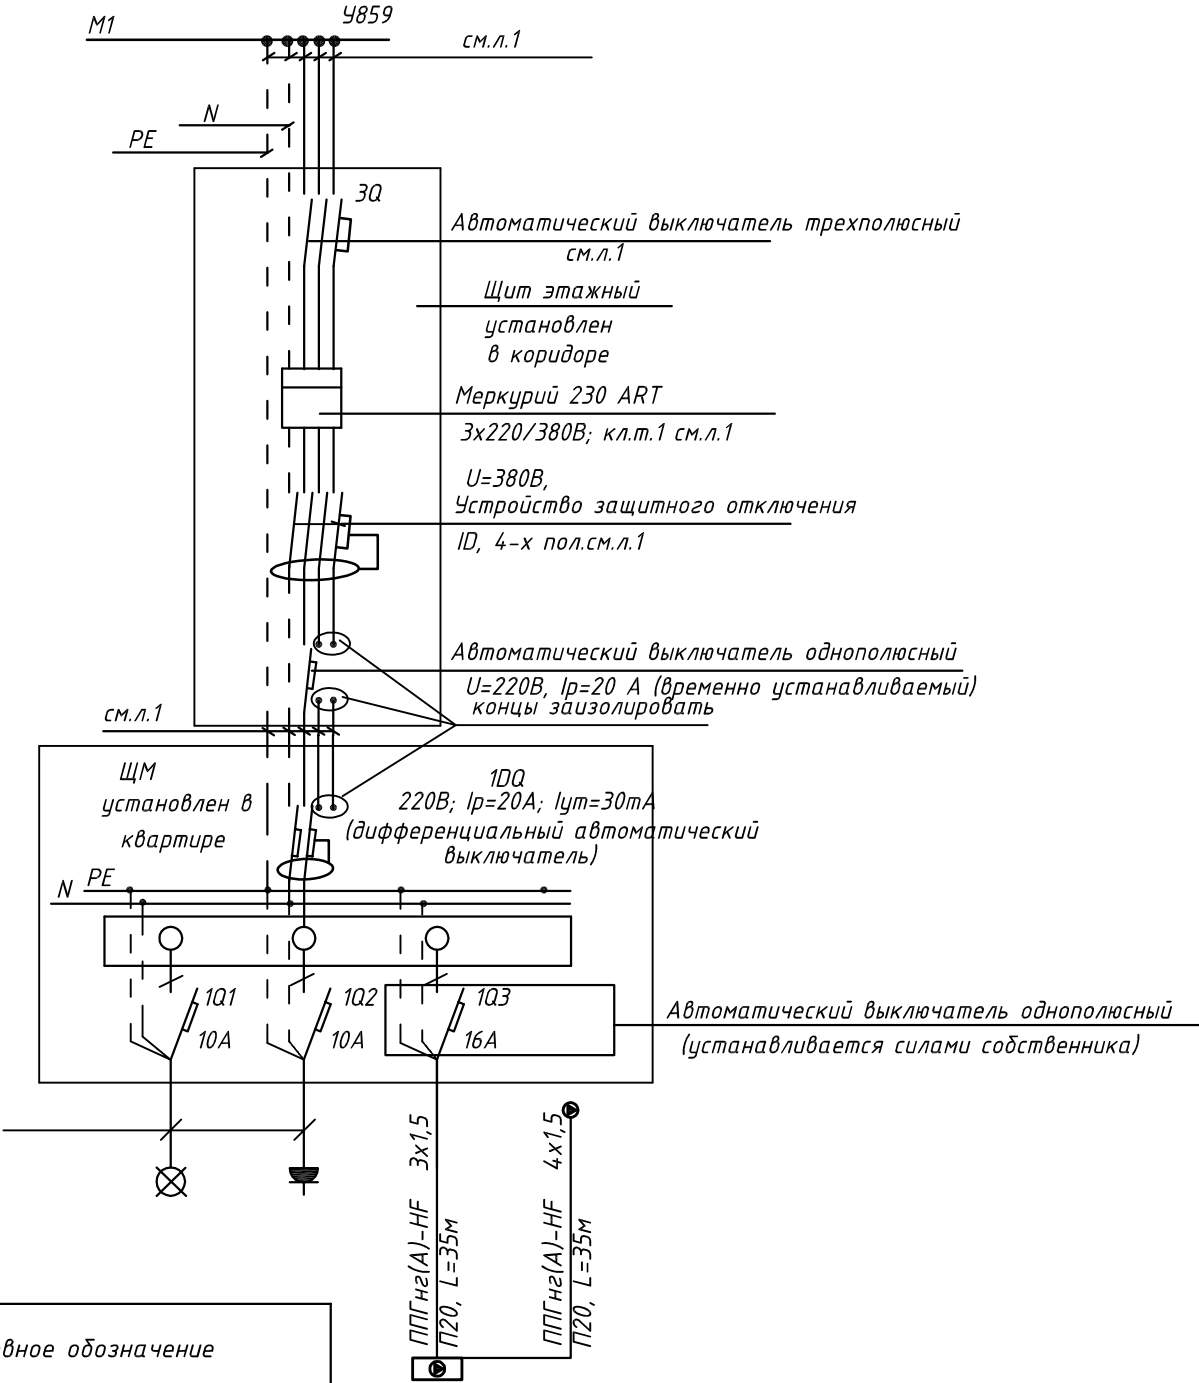 М1
У859
см.л.1
N
PE
3Q
Автоматический выключатель трехполюсный
см.л.1
Щит этажный
установлен
в коридоре
Меркурий 230 ART
3х220/380В; кл.т.1 см.л.1
U=380В,
Устройство защитного отключения
ID, 4-х пол.см.л.1
Автоматический выключатель однополюсный
U=220В, Iр=20 А (временно устанавливаемый)
концы заизолировать
см.л.1
ЩМ
установлен в
квартире
1DQ
220В; Iр=20А; Iут=30mA
(дифференциальный автоматический
выключатель)
PE
N
1Q1
10А
1Q2
10А
1Q3
16А
Автоматический выключатель однополюсный
(устанавливается силами собственника)
ППГнг(А)-HF 3х1,5
П20, L=35м
ППГнг(А)-HF 4х1,5
П20, L=35м
вное обозначение